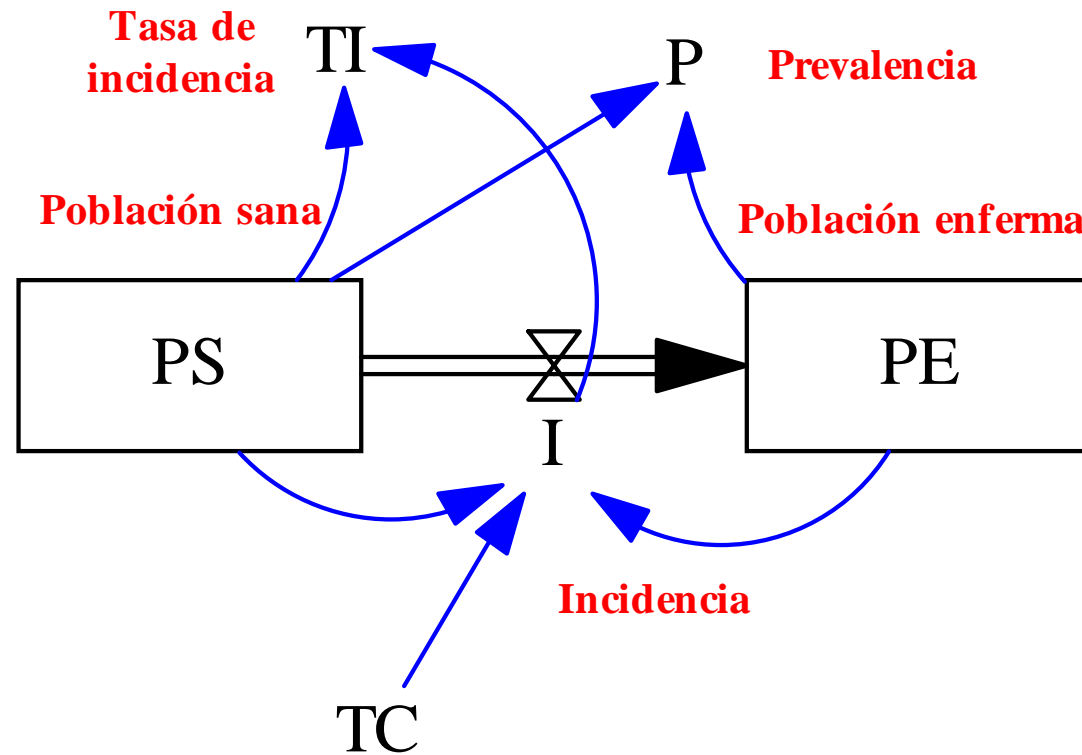 Tasa de
incidencia
TI
P
Prevalencia
Población sana
Población enferma
PS
PE
I
Incidencia
TC